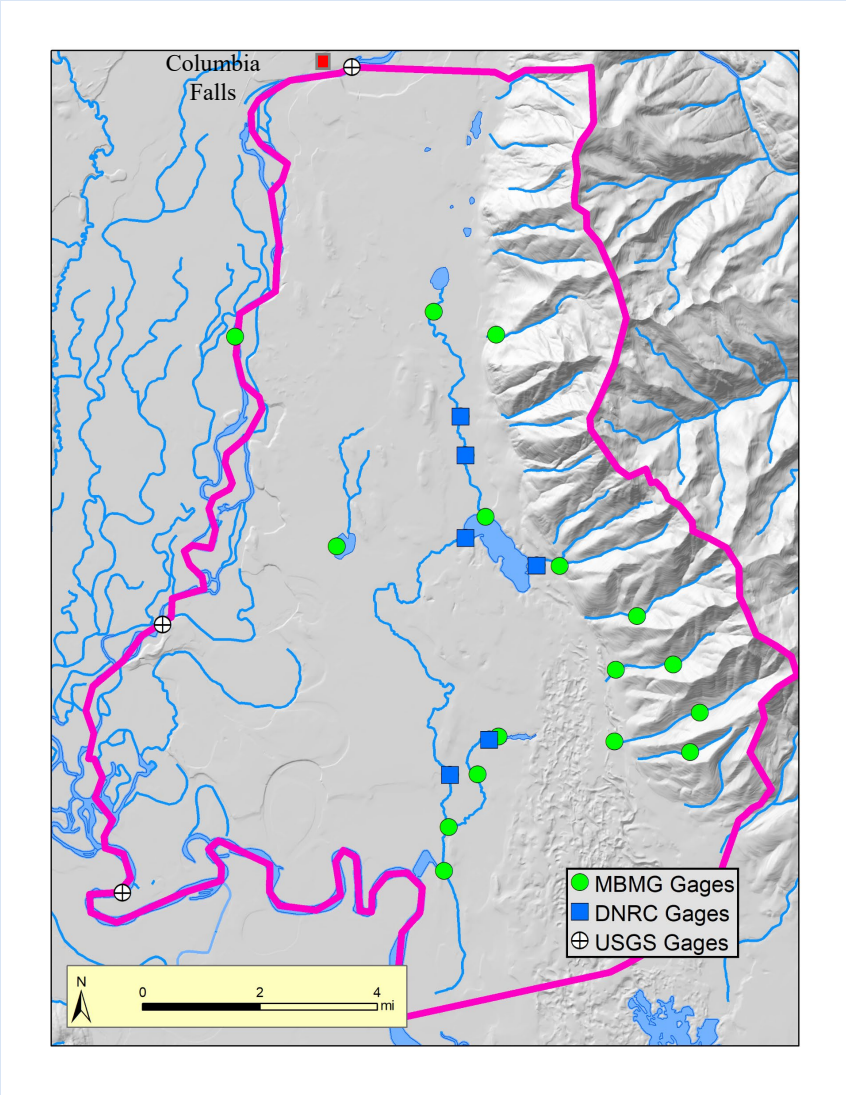 Columbia
Falls
MBMG Gages
DNRC Gages
USGS Gages
N
0 2 4
mi